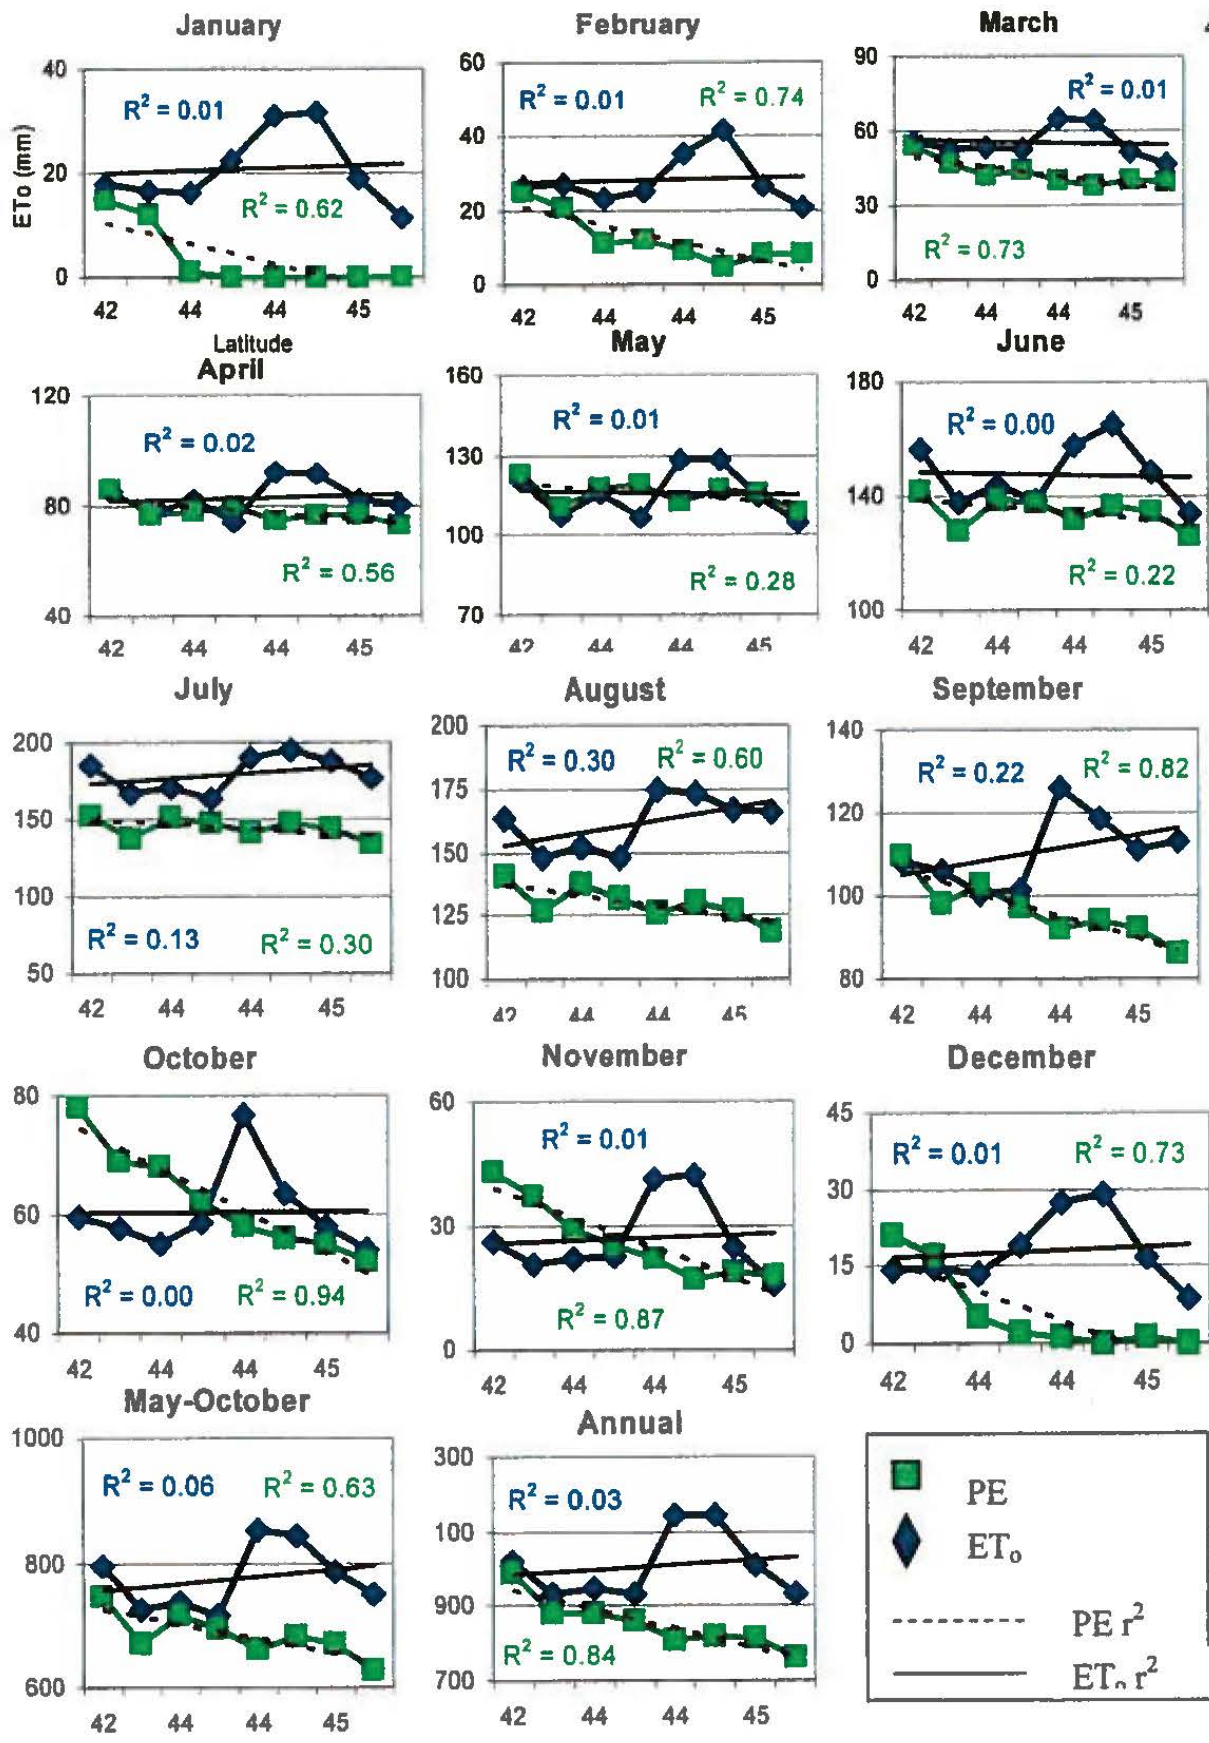 January February March
40
R² = 0.01
20
R² = 0.62
0
ETo (mm)
42 44 44 45
Latitude
60
R² = 0.01 R² = 0.74
40
20
0
42 44 44 45
90
R² = 0.01
60
30
R² = 0.73
0
42 44 44 45
April May June
120
R² = 0.02
80
R² = 0.56
40
42 44 44 45
160
R² = 0.01
130
100
R² = 0.28
70
42 44 44 45
180
R² = 0.00
140
R² = 0.22
100
42 44 44 45
July August September
200
150
100
R² = 0.13 R² = 0.30
50
42 44 44 45
200
R² = 0.30 R² = 0.60
175
150
125
100
42 44 44 45
140
R² = 0.22 R² = 0.82
120
100
80
42 44 44 45
October November December
80
60
R² = 0.00 R² = 0.94
40
42 44 44 45
60
R² = 0.01
30
R² = 0.87
0
42 44 44 45
45
R² = 0.01 R² = 0.73
30
15
0
42 44 44 45
May-October Annual
1000
R² = 0.06 R² = 0.63
800
600
42 44 44 45
300
R² = 0.03
100
900
R² = 0.84
700
42 44 44 45
PE
ETₒ
PE r²
ETₒ r²